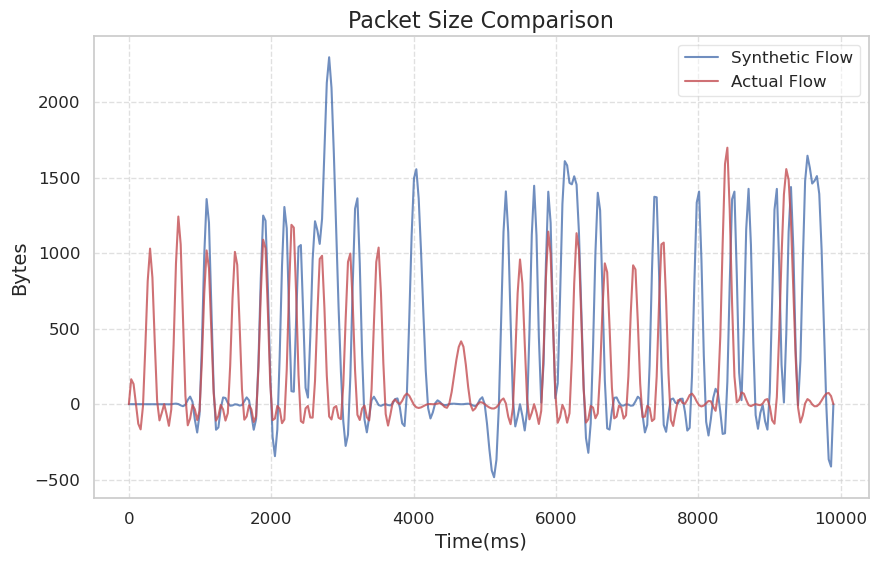 Packet Size Comparison
Synthetic Flow
Actual Flow
Bytes
2000
1500
1000
500
0
−500
0 2000 4000 6000 8000 10000
Time(ms)